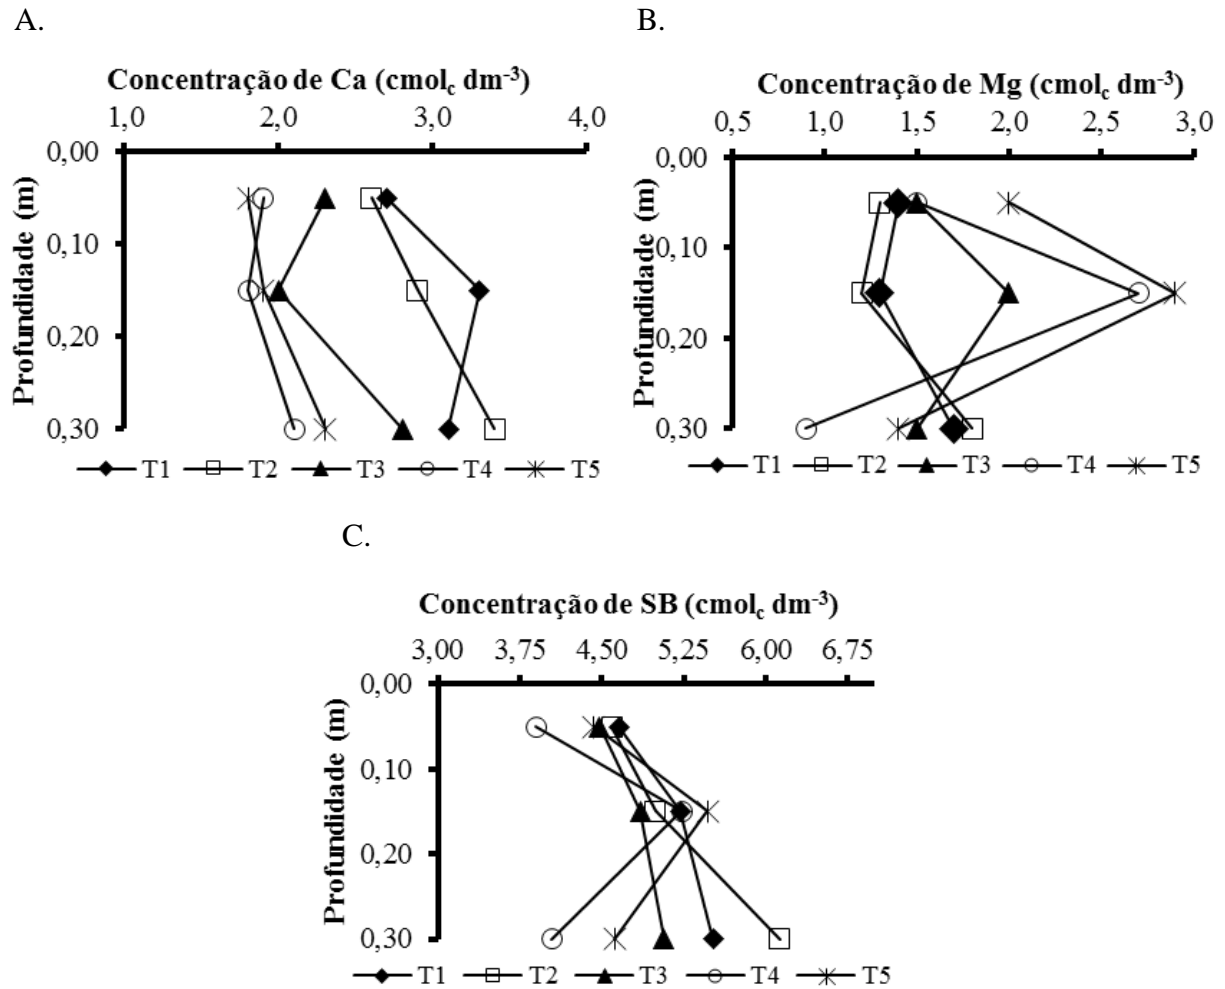 A.
Concentração de Ca (cmolc dm-3)
1,0 2,0 3,0 4,0
0,00
0,10
0,20
0,30
Profundidade (m)
T1 T2 T3 T4 T5
B.
Concentração de Mg (cmolc dm-3)
0,5 1,0 1,5 2,0 2,5 3,0
0,00
0,10
0,20
0,30
Profundidade (m)
T1 T2 T3 T4 T5
C.
Concentração de SB (cmolc dm-3)
3,00 3,75 4,50 5,25 6,00 6,75
0,00
0,10
0,20
0,30
Profundidade (m)
T1 T2 T3 T4 T5